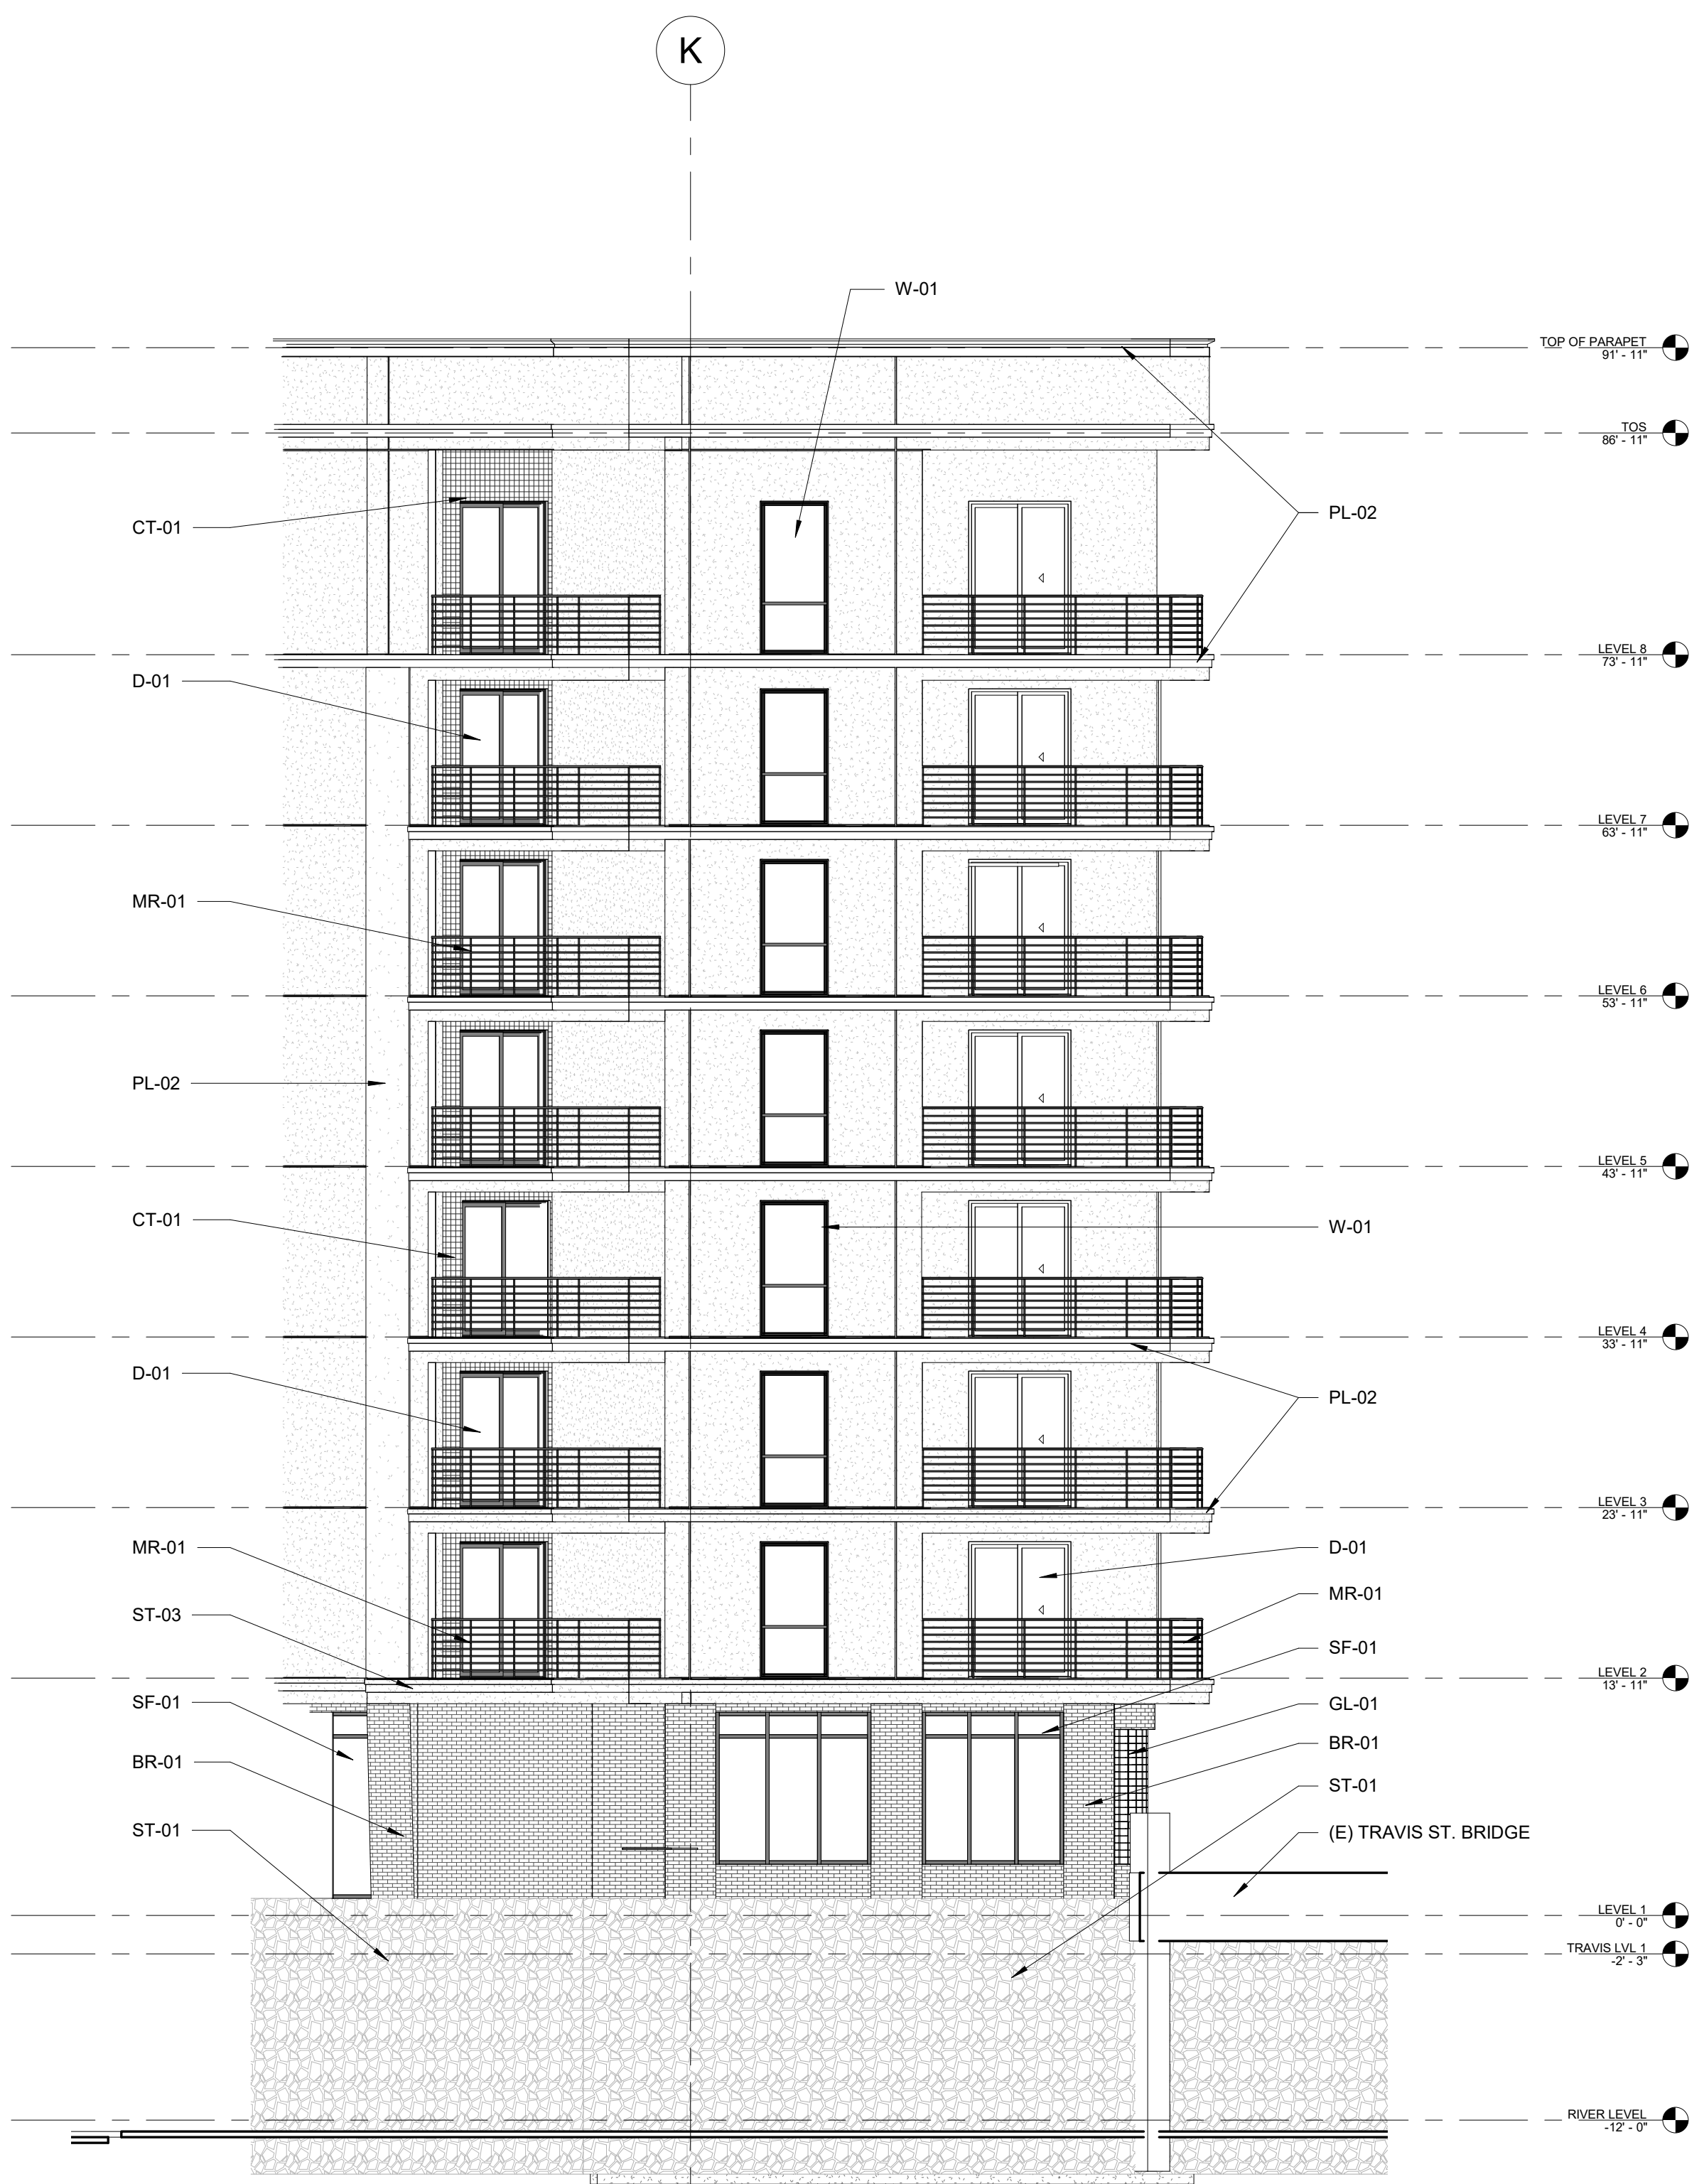 K
W-01
TOP OF PARAPET
91' - 11"
TOS
86' - 11"
CT-01
PL-02
LEVEL 8
73' - 11"
D-01
LEVEL 7
63' - 11"
MR-01
LEVEL 6
53' - 11"
PL-02
LEVEL 5
43' - 11"
CT-01
W-01
LEVEL 4
33' - 11"
D-01
PL-02
LEVEL 3
23' - 11"
MR-01
D-01
MR-01
ST-03
SF-01
LEVEL 2
13' - 11"
SF-01
GL-01
BR-01
BR-01
ST-01
ST-01
(E) TRAVIS ST. BRIDGE
LEVEL 1
0' - 0"
TRAVIS LVL 1
-2' - 3"
RIVER LEVEL
-12' - 0"